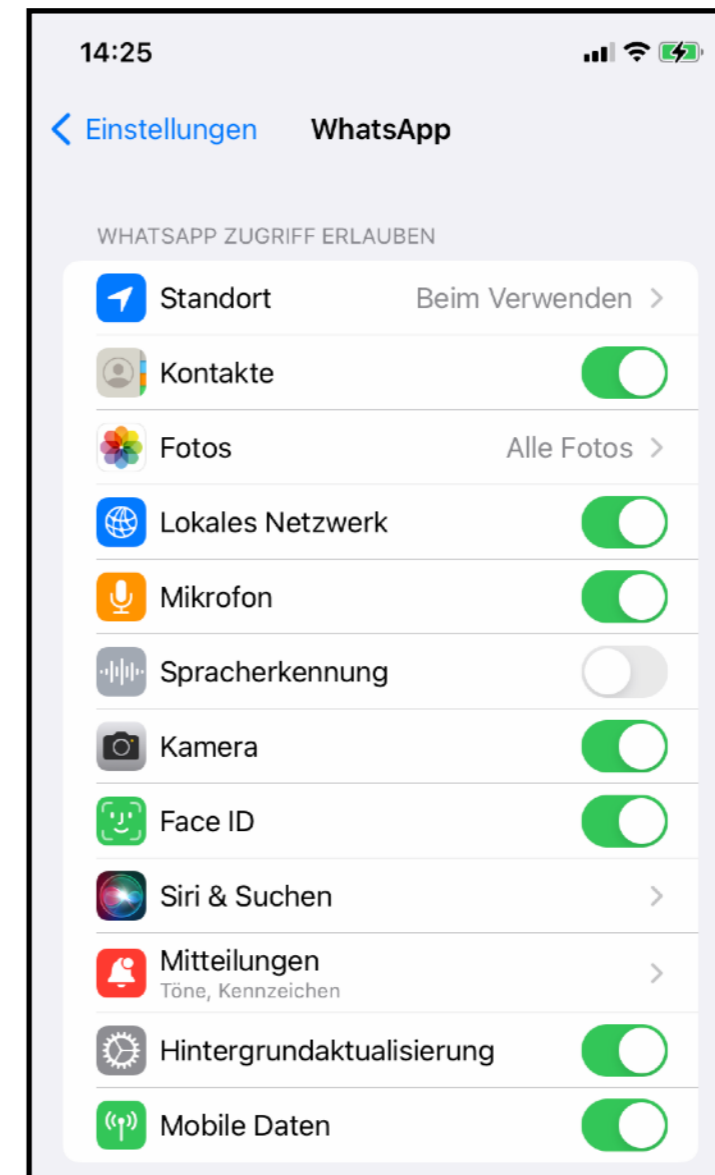 14:25
Einstellungen WhatsApp
WHATSAPP ZUGRIFF ERLAUBEN
Standort Beim Verwenden
Kontakte
Fotos Alle Fotos
Lokales Netzwerk
Mikrofon
Spracherkennung
Kamera
Face ID
Siri & Suchen
Mitteilungen
Töne, Kennzeichen
Hintergrundaktualisierung
Mobile Daten